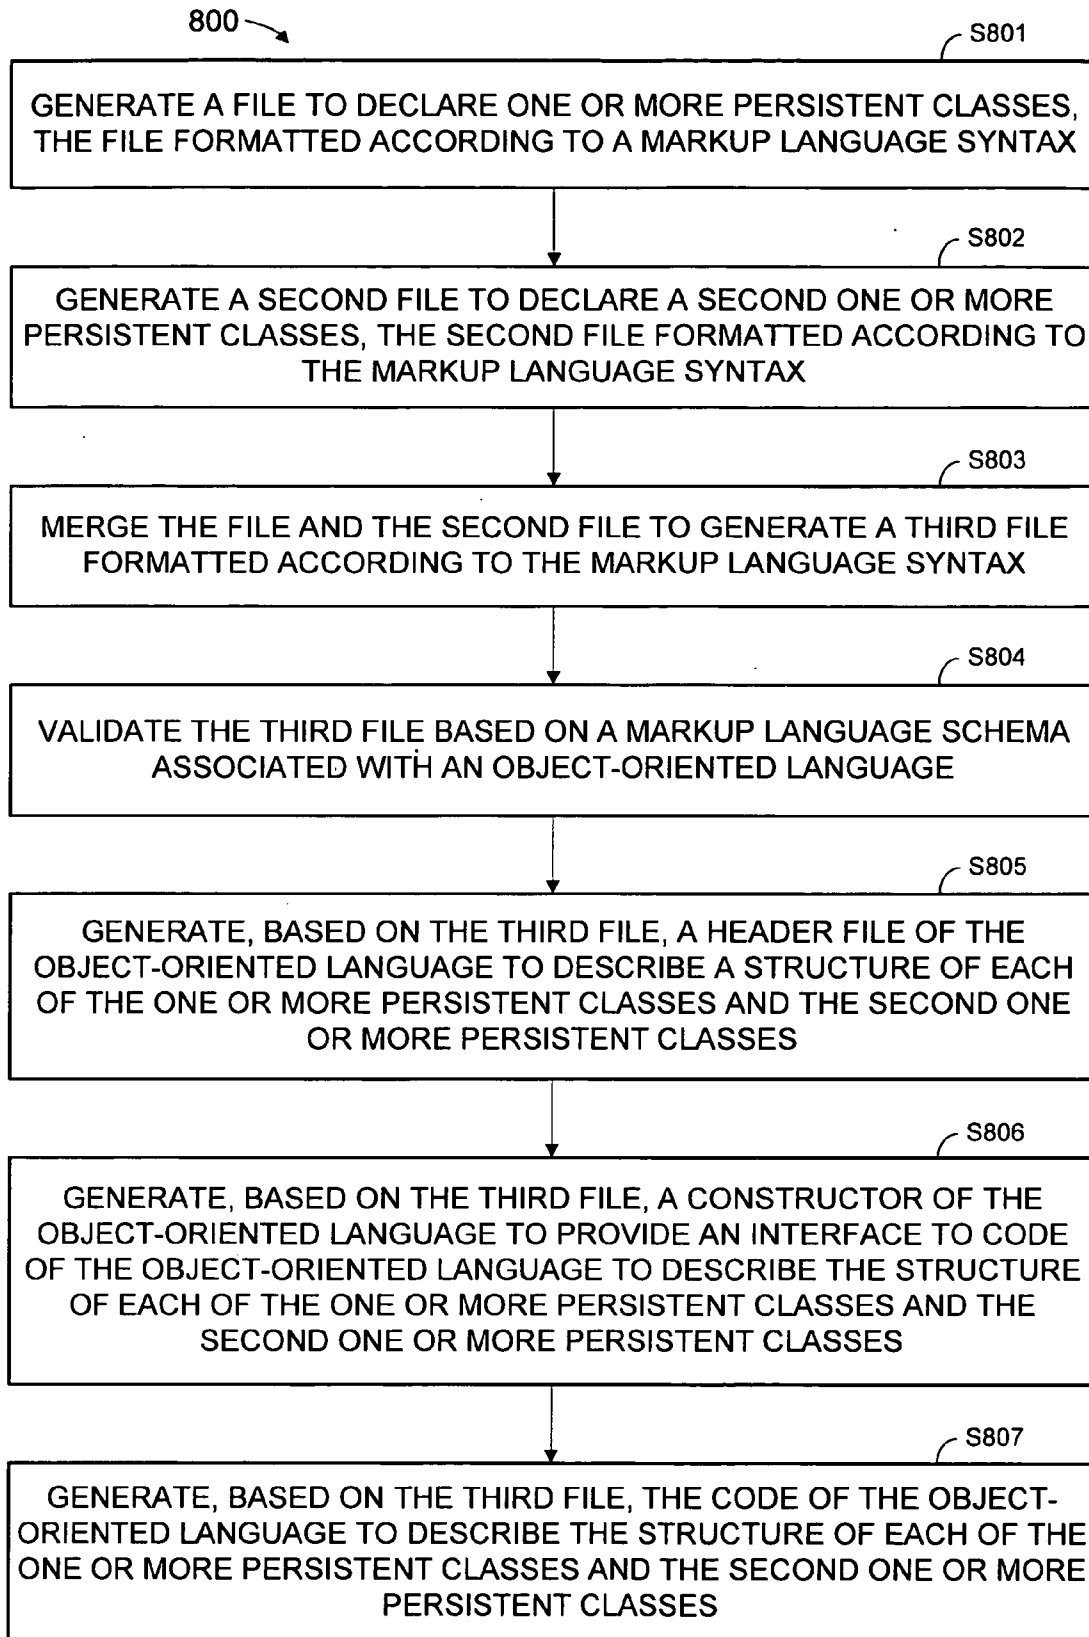 800
S801
GENERATE A FILE TO DECLARE ONE OR MORE PERSISTENT CLASSES,
THE FILE FORMATTED ACCORDING TO A MARKUP LANGUAGE SYNTAX
S802
GENERATE A SECOND FILE TO DECLARE A SECOND ONE OR MORE
PERSISTENT CLASSES, THE SECOND FILE FORMATTED ACCORDING TO
THE MARKUP LANGUAGE SYNTAX
S803
MERGE THE FILE AND THE SECOND FILE TO GENERATE A THIRD FILE
FORMATTED ACCORDING TO THE MARKUP LANGUAGE SYNTAX
S804
VALIDATE THE THIRD FILE BASED ON A MARKUP LANGUAGE SCHEMA
ASSOCIATED WITH AN OBJECT-ORIENTED LANGUAGE
S805
GENERATE, BASED ON THE THIRD FILE, A HEADER FILE OF THE
OBJECT-ORIENTED LANGUAGE TO DESCRIBE A STRUCTURE OF EACH
OF THE ONE OR MORE PERSISTENT CLASSES AND THE SECOND ONE
OR MORE PERSISTENT CLASSES
S806
GENERATE, BASED ON THE THIRD FILE, A CONSTRUCTOR OF THE
OBJECT-ORIENTED LANGUAGE TO PROVIDE AN INTERFACE TO CODE
OF THE OBJECT-ORIENTED LANGUAGE TO DESCRIBE THE STRUCTURE
OF EACH OF THE ONE OR MORE PERSISTENT CLASSES AND THE
SECOND ONE OR MORE PERSISTENT CLASSES
S807
GENERATE, BASED ON THE THIRD FILE, THE CODE OF THE OBJECT-
ORIENTED LANGUAGE TO DESCRIBE THE STRUCTURE OF EACH OF THE
ONE OR MORE PERSISTENT CLASSES AND THE SECOND ONE OR MORE
PERSISTENT CLASSES